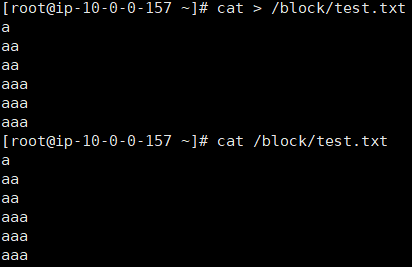 [root@ip-10-0-0-157 ~]# cat > /block/test.txt
a
aa
aa
aaa
aaa
aaa
[root@ip-10-0-0-157 ~]# cat /block/test.txt
a
aa
aa
aaa
aaa
aaa